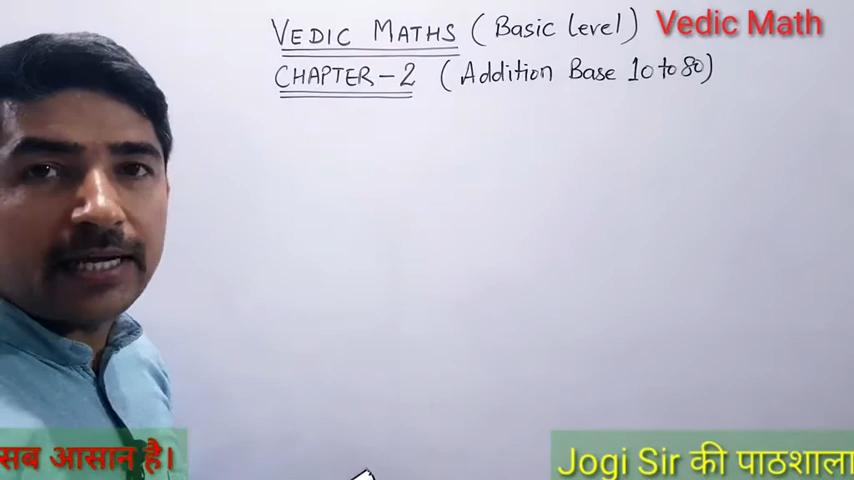 VEDIC MATHS (Basic Level) Vedic Math
CHAPTER-2 (Addition Base 10 to 80)
सब आसान है।
Jogi Sir की पाठशाला